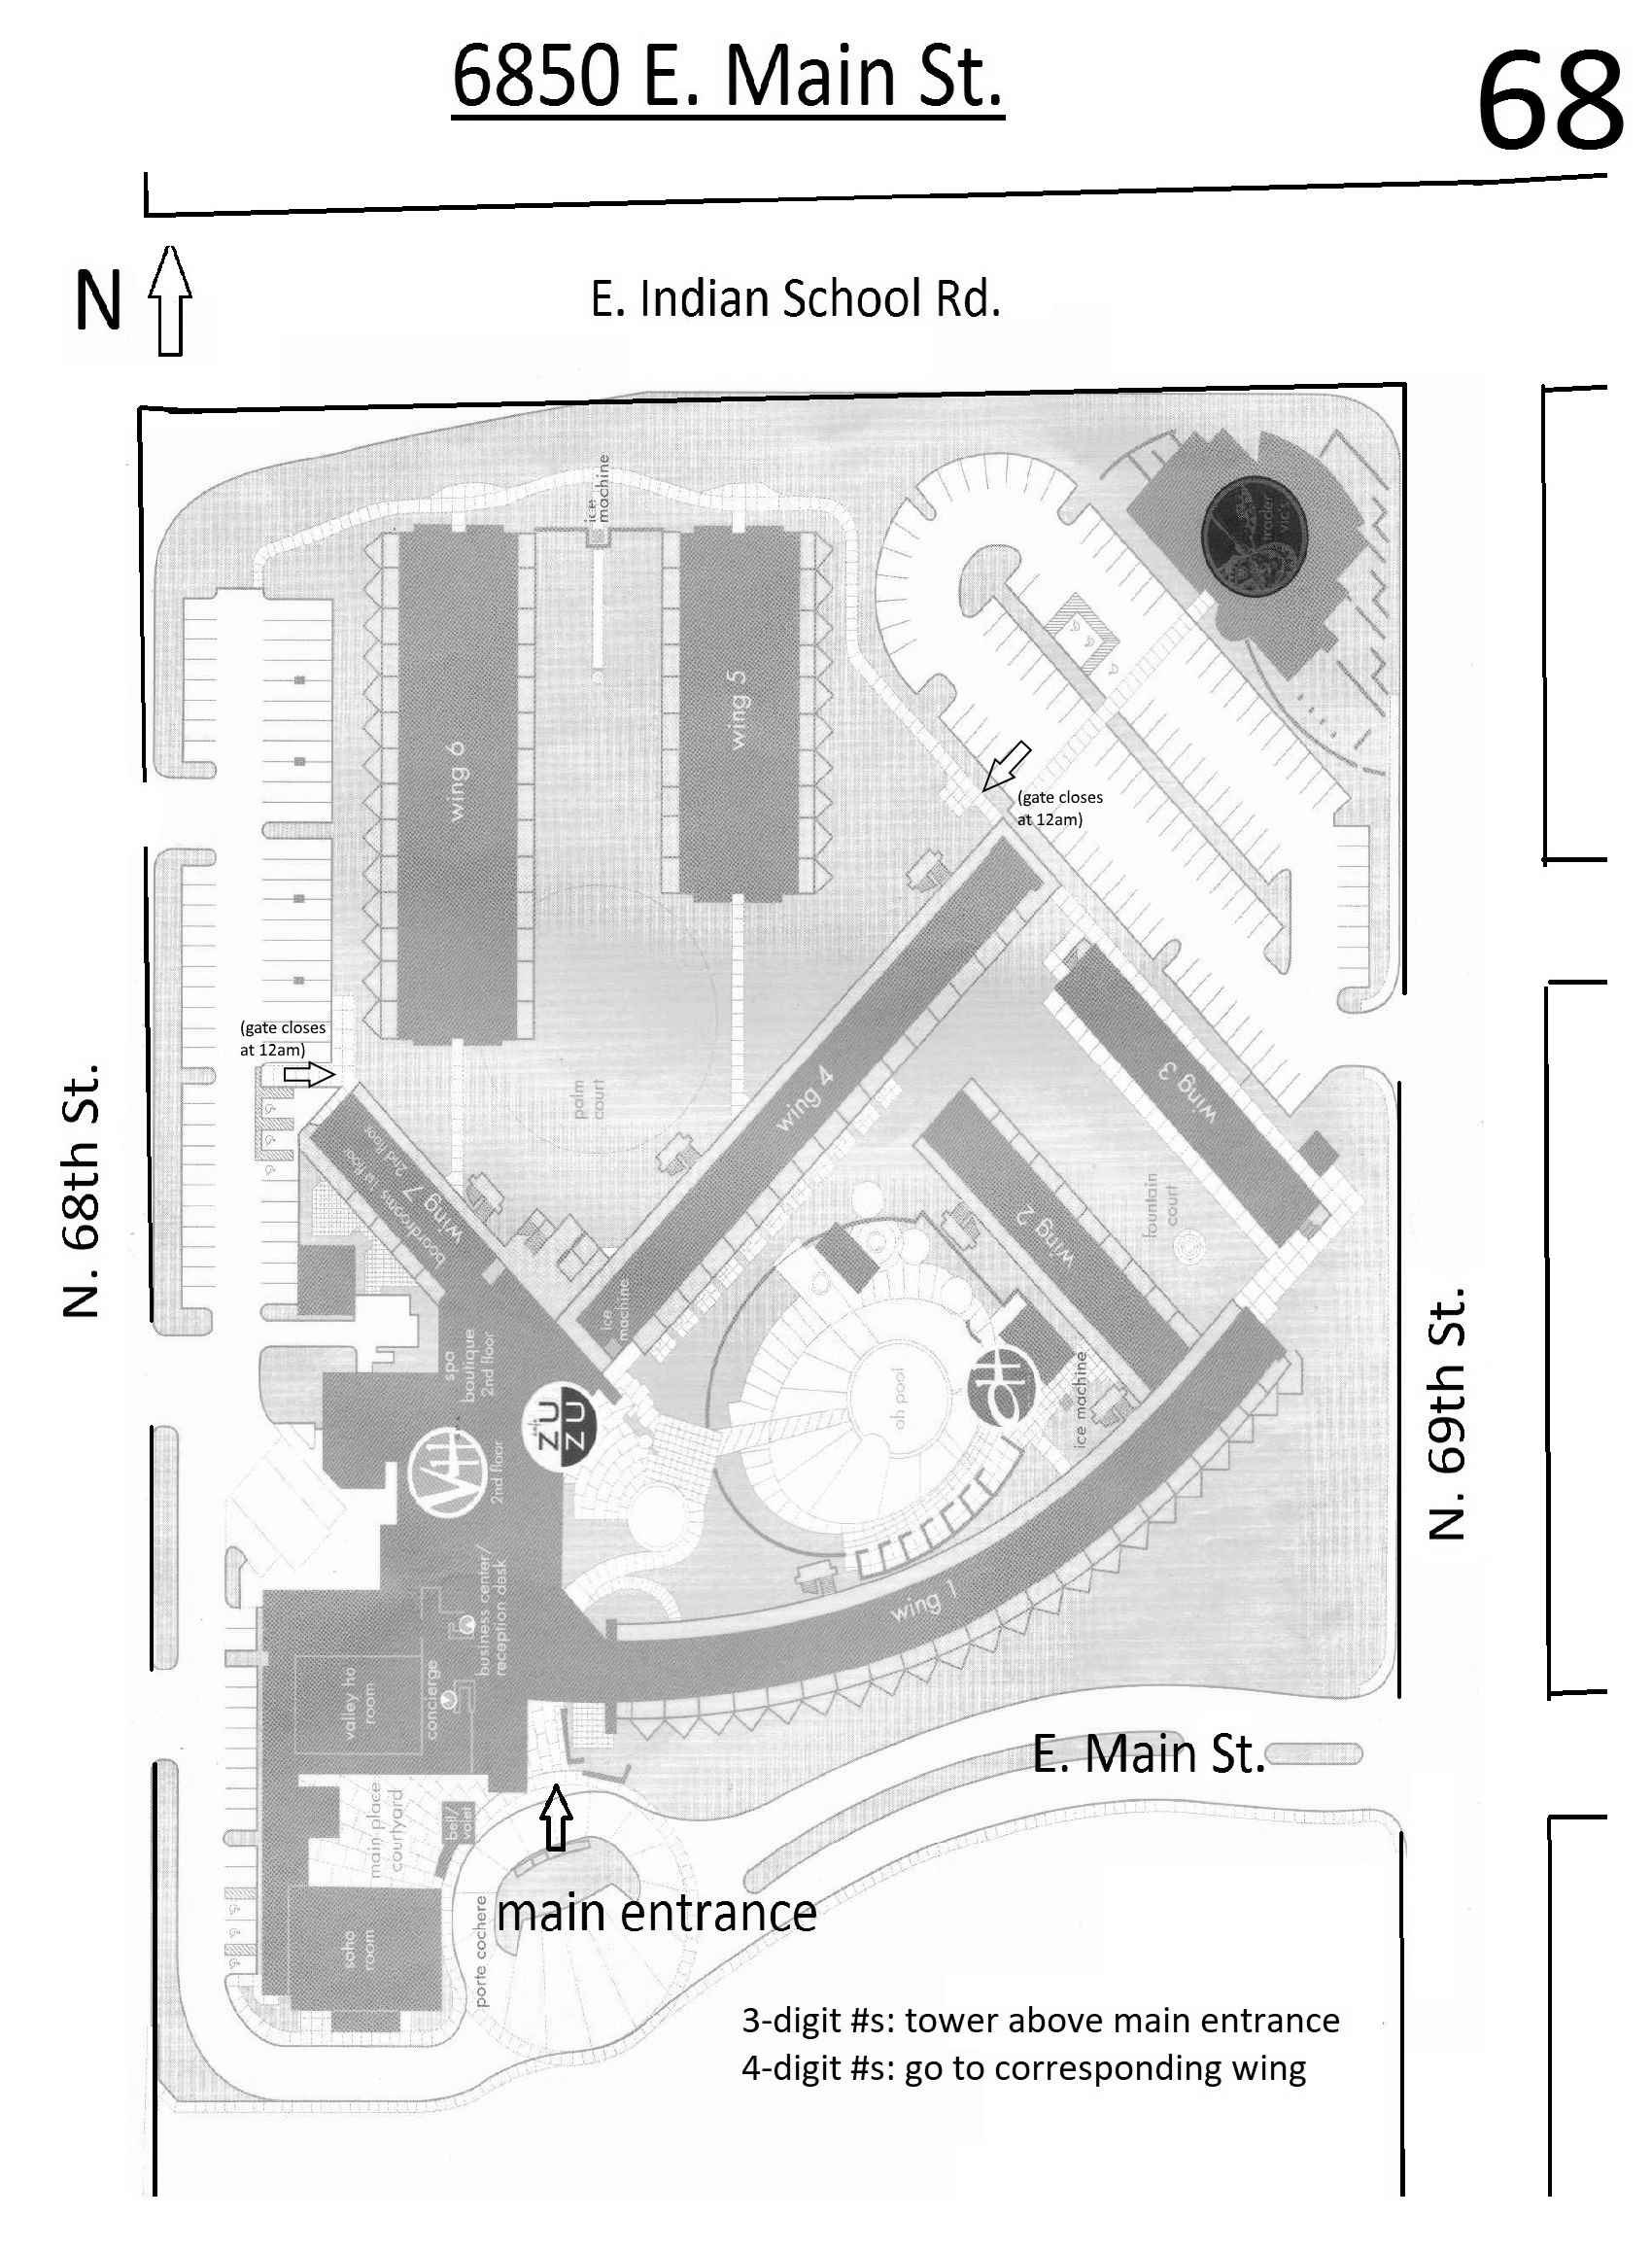 6850 E. Main St.
68
N
E. Indian School Rd.
ice
machine
trader
vic's
wing 6
wing 5
(gate closes
at 12am)
(gate closes
at 12am)
N. 68th St.
palm
court
wing 4
wing 3
boardrooms 1st floor
wing 7 2nd floor
wing 2
fountain
court
ice
machine
spa
boutique
2nd floor
cafe
ZU
ZU
VH
2nd floor
oh pool
OH
ice machine
N. 69th St.
business center/
reception desk
wing 1
valley ho
room
concierge
E. Main St.
main place
courtyard
bell/
valet
main entrance
soho
room
porte cochere
3-digit #s: tower above main entrance
4-digit #s: go to corresponding wing